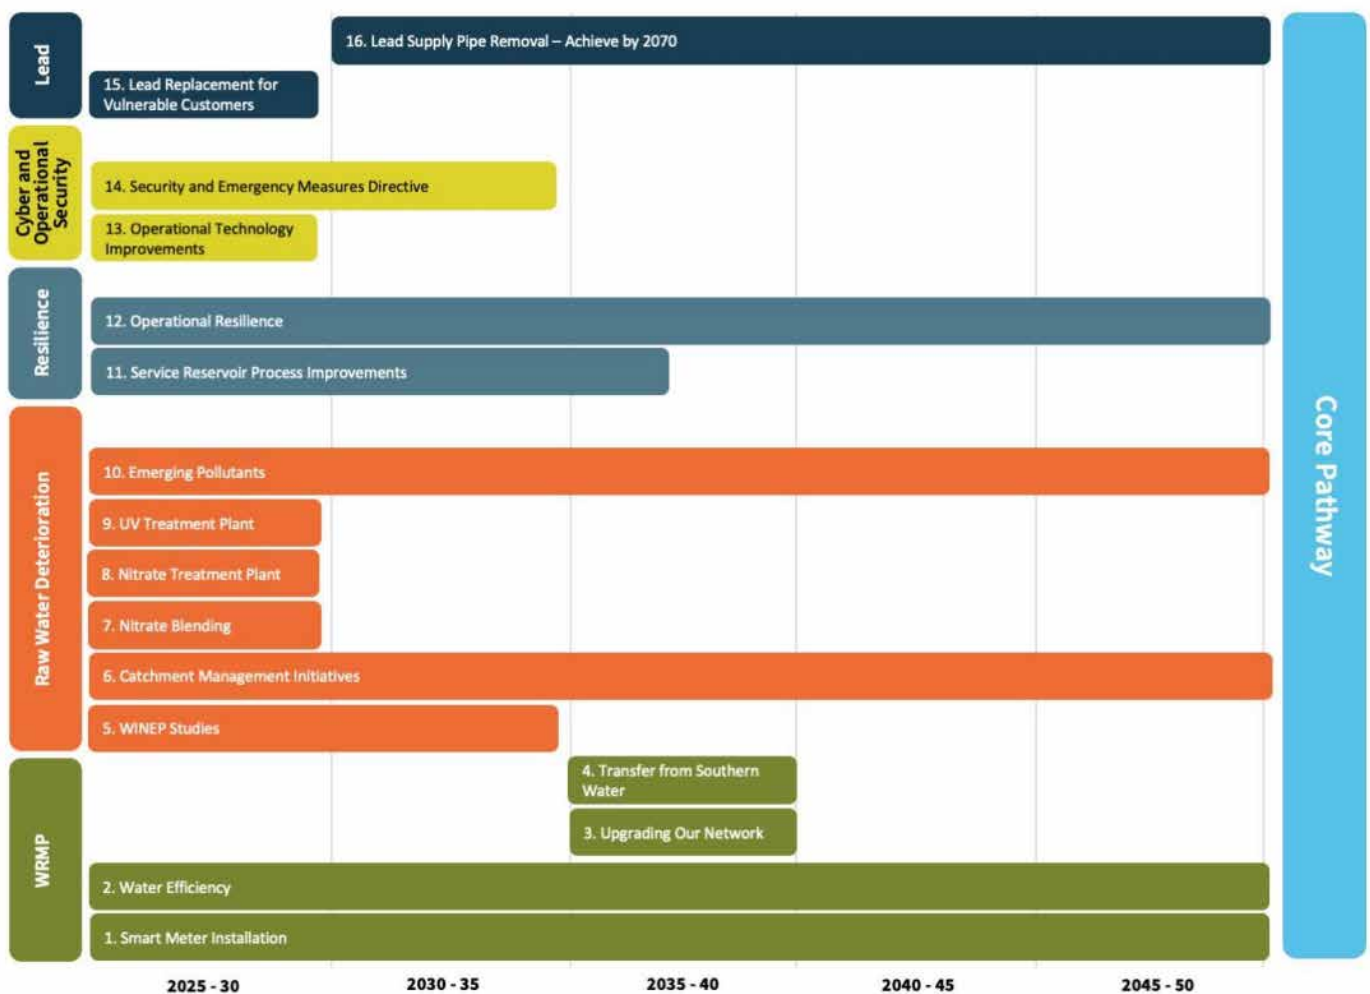 Lead
16. Lead Supply Pipe Removal – Achieve by 2070
15. Lead Replacement for
Vulnerable Customers
Cyber and
Operational
Security
14. Security and Emergency Measures Directive
13. Operational Technology
Improvements
Resilience
12. Operational Resilience
11. Service Reservoir Process Improvements
Raw Water Deterioration
10. Emerging Pollutants
9. UV Treatment Plant
8. Nitrate Treatment Plant
7. Nitrate Blending
6. Catchment Management Initiatives
5. WINEP Studies
WRMP
4. Transfer from Southern
Water
3. Upgrading Our Network
2. Water Efficiency
1. Smart Meter Installation
Core Pathway
2025 - 30
2030 - 35
2035 - 40
2040 - 45
2045 - 50